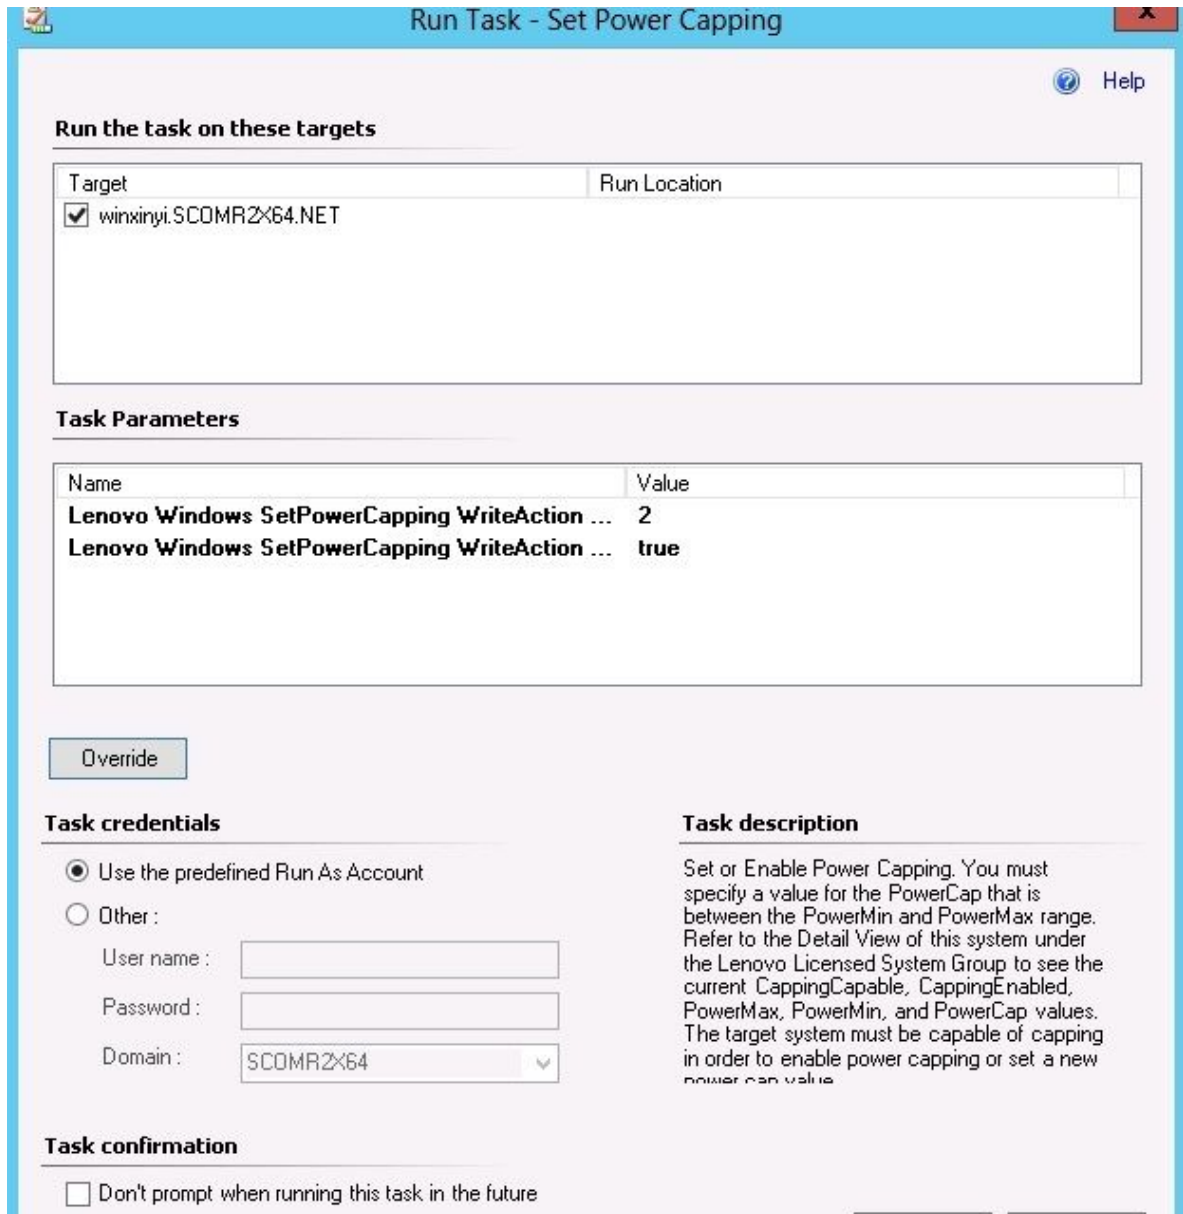 Run Task - Set Power Capping
x
Help
Run the task on these targets
Target Run Location
winxinyi.SCOMR2X64.NET
Task Parameters
Name Value
Lenovo Windows SetPowerCapping WriteAction ... 2
Lenovo Windows SetPowerCapping WriteAction ... true
Override
Task credentials
Use the predefined Run As Account
Other :
User name :
Password :
Domain : SCOMR2X64
Task description
Set or Enable Power Capping. You must
specify a value for the PowerCap that is
between the PowerMin and PowerMax range.
Refer to the Detail View of this system under
the Lenovo Licensed System Group to see the
current CappingCapable, CappingEnabled,
PowerMax, PowerMin, and PowerCap values.
The target system must be capable of capping
in order to enable power capping or set a new
power cap value
Task confirmation
Don't prompt when running this task in the future